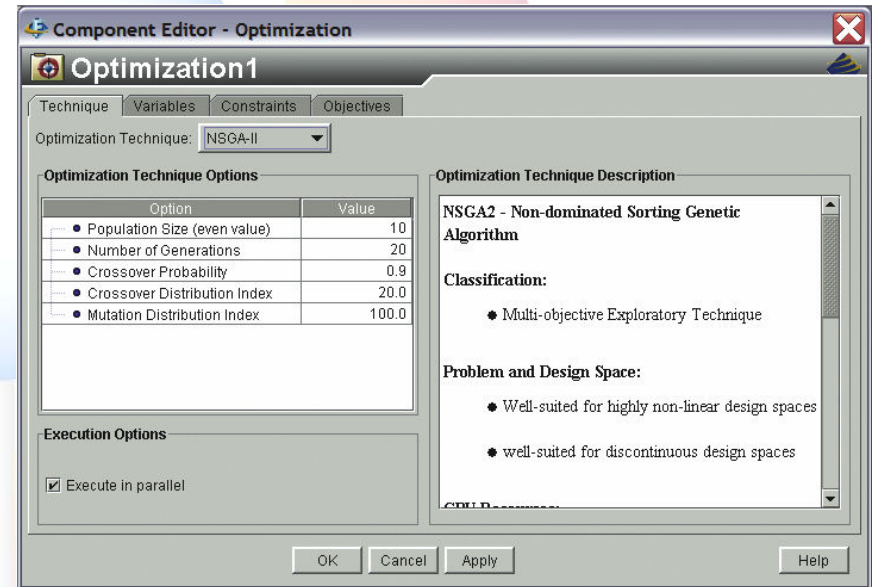 Component Editor - Optimization
Optimization1
Technique Variables Constraints Objectives
Optimization Technique: NSGA-II
Optimization Technique Options
Option Value
Population Size (even value) 10
Number of Generations 20
Crossover Probability 0.9
Crossover Distribution Index 20.0
Mutation Distribution Index 100.0
Execution Options
Execute in parallel
Optimization Technique Description
NSGA2 - Non-dominated Sorting Genetic
Algorithm
Classification:
Multi-objective Exploratory Technique
Problem and Design Space:
Well-suited for highly non-linear design spaces
well-suited for discontinuous design spaces
OK Cancel Apply Help